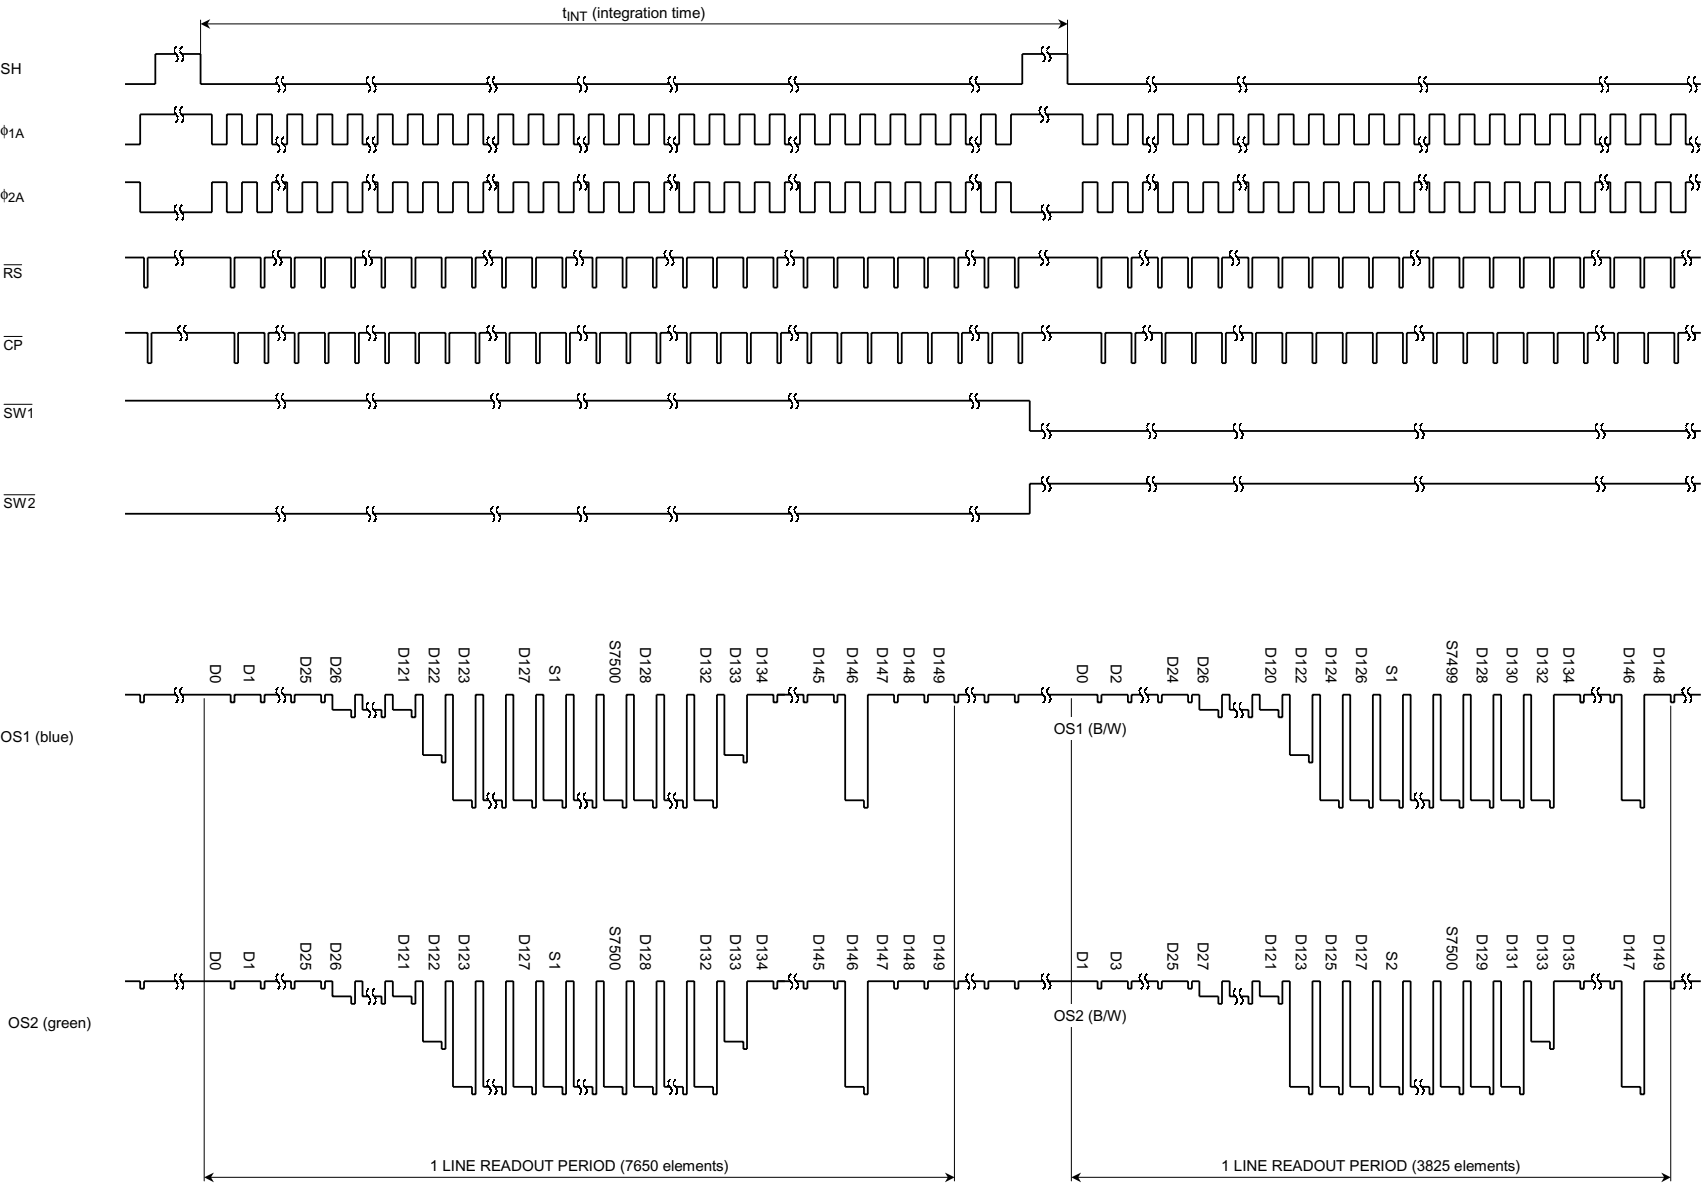 tINT (integration time)
SH
ϕ1A
ϕ2A
RS
CP
SW1
SW2
D0 D1 D25 D26 D121 D122 D123 D127 S1 S7500 D128 D132 D133 D134 D145 D146 D147 D148 D149 D0 D2 D24 D26 D120 D122 D124 D126 S1 S7499 D128 D130 D132 D134 D146 D148
OS1 (blue)
OS1 (B/W)
D0 D1 D25 D26 D121 D122 D123 D127 S1 S7500 D128 D132 D133 D134 D145 D146 D147 D148 D149 D1 D3 D25 D27 D121 D123 D125 D127 S2 S7500 D129 D131 D133 D135 D147 D149
OS2 (green)
OS2 (B/W)
1 LINE READOUT PERIOD (7650 elements)
1 LINE READOUT PERIOD (3825 elements)